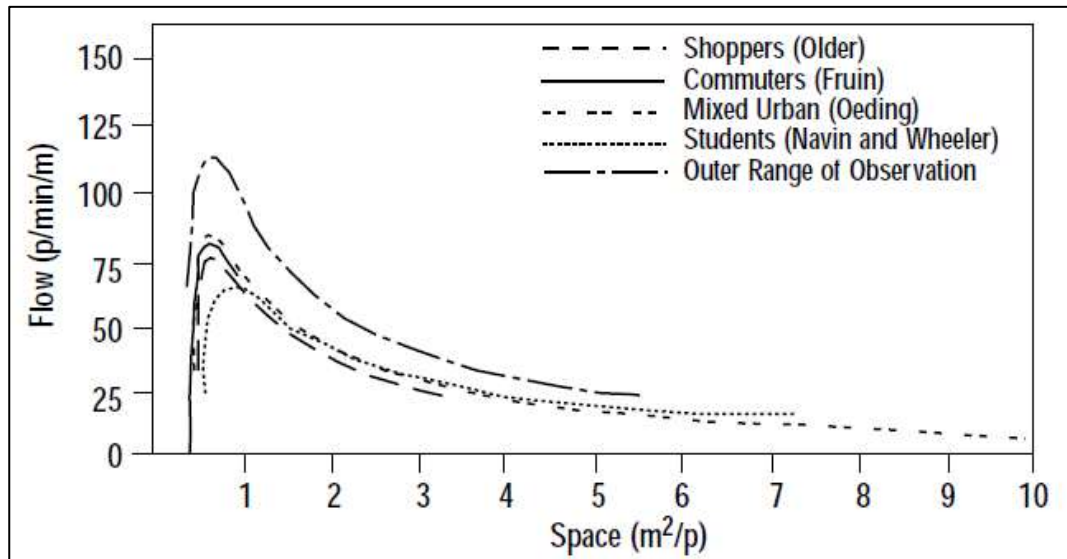 150
125
100
75
50
25
0
Flow (p/min/m)
Shoppers (Older)
Commuters (Fruin)
Mixed Urban (Oeding)
Students (Navin and Wheeler)
Outer Range of Observation
1 2 3 4 5 6 7 8 9 10
Space (m²/p)